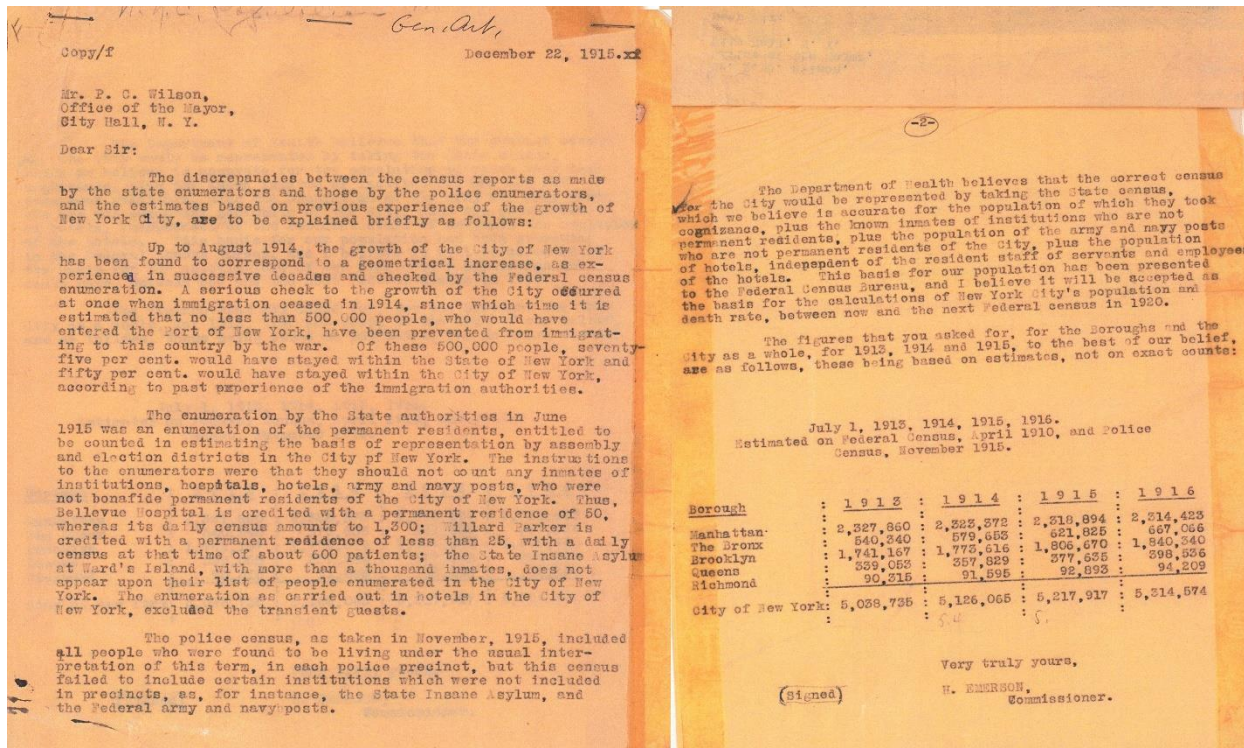 Gen. Art.
Copy/f
December 22, 1915.
Mr. P. C. Wilson,
Office of the Mayor,
City Hall, N. Y.
Dear Sir:
The discrepancies between the census reports as made
by the state enumerators and those by the police enumerators,
and the estimates based on previous experience of the growth of
New York City, are to be explained briefly as follows:
Up to August 1914, the growth of the City of New York
has been found to correspond to a geometrical increase, as ex-
perienced in successive decades and checked by the Federal census
enumeration. A serious check to the growth of the City occurred
at once when immigration ceased in 1914, since which time it is
estimated that no less than 500,000 people, who would have
entered the Port of New York, have been prevented from immigrat-
ing to this country by the war. Of these 500,000 people, seventy-
five per cent. would have stayed within the State of New York and
fifty per cent. would have stayed within the City of New York,
according to past experience of the immigration authorities.
The enumeration by the State authorities in June
1915 was an enumeration of the permanent residents, entitled to
be counted in estimating the basis of representation by assembly
and election districts in the City pf New York. The instructions
to the enumerators were that they should not count any inmates of
institutions, hospitals, hotels, army and navy posts, who were
not bonafide permanent residents of the City of New York. Thus,
Bellevue Hospital is credited with a permanent residence of 50,
whereas its daily census amounts to 1,300; Willard Parker is
credited with a permanent residence of less than 25, with a daily
census at that time of about 600 patients; the State Insane Asylum
at Ward's Island, with more than a thousand inmates, does not
appear upon their list of people enumerated in the City of New
York. The enumeration as carried out in hotels in the City of
New York, excluded the transient guests.
The police census, as taken in November, 1915, included
all people who were found to be living under the usual inter-
pretation of this term, in each police precinct, but this census
failed to include certain institutions which were not included
in precincts, as, for instance, the State Insane Asylum, and
the Federal army and navy posts.
-2-
The Department of Health believes that the correct census
for the City would be represented by taking the State census,
which we believe is accurate for the population of which they took
cognizance, plus the known inmates of institutions who are not
permanent residents, plus the population of the army and navy posts
who are not permanent residents of the City, plus the population
of hotels, independent of the resident staff of servants and employees
of the hotels. This basis for our population has been presented
to the Federal Census Bureau, and I believe it will be accepted as
the basis for the calculations of New York City's population and
death rate, between now and the next Federal census in 1920.
The figures that you asked for, for the Boroughs and the
City as a whole, for 1913, 1914 and 1915, to the best of our belief,
are as follows, these being based on estimates, not on exact counts:
July 1, 1913, 1914, 1915, 1916.
Estimated on Federal Census, April 1910, and Police
Census, November 1915.
Borough : 1913 : 1914 : 1915 : 1916
Manhattan : 2,327,860 : 2,323,372 : 2,318,894 : 2,314,423
The Bronx : 540,340 : 579,653 : 621,825 : 667,066
Brooklyn : 1,741,167 : 1,773,616 : 1,806,670 : 1,840,340
Queens : 339,053 : 357,829 : 377,635 : 398,536
Richmond : 90,315 : 91,595 : 92,893 : 94,209
City of New York: 5,038,735 : 5,126,065 : 5,217,917 : 5,314,574
Very truly yours,
(Signed) H. EMERSON,
Commissioner.